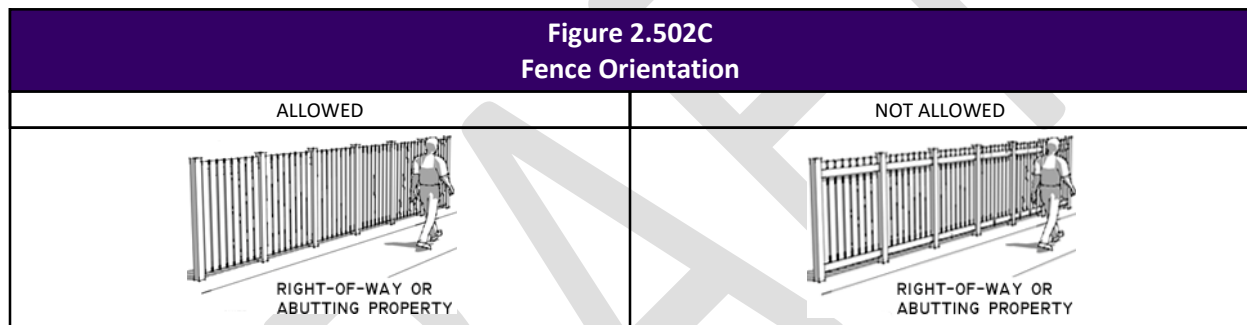 Figure 2.502C
Fence Orientation
ALLOWED
NOT ALLOWED
RIGHT-OF-WAY OR
ABUTTING PROPERTY
RIGHT-OF-WAY OR
ABUTTING PROPERTY